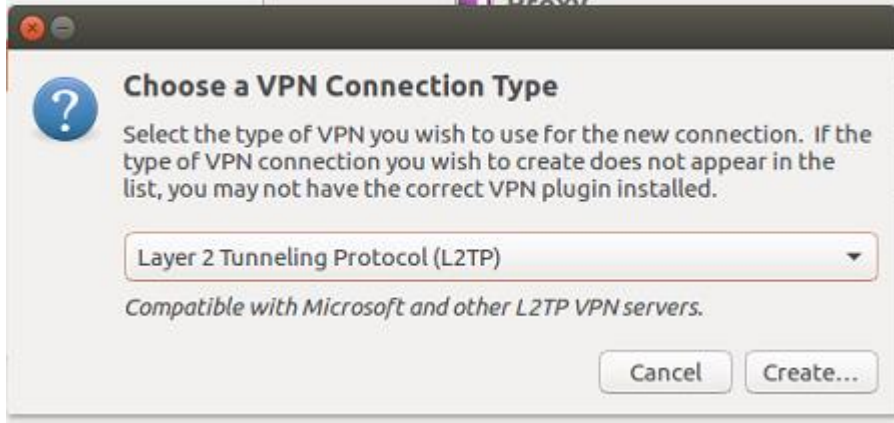 Choose a VPN Connection Type
Select the type of VPN you wish to use for the new connection. If the
type of VPN connection you wish to create does not appear in the
list, you may not have the correct VPN plugin installed.
Layer 2 Tunneling Protocol (L2TP)
Compatible with Microsoft and other L2TP VPN servers.
Cancel Create...